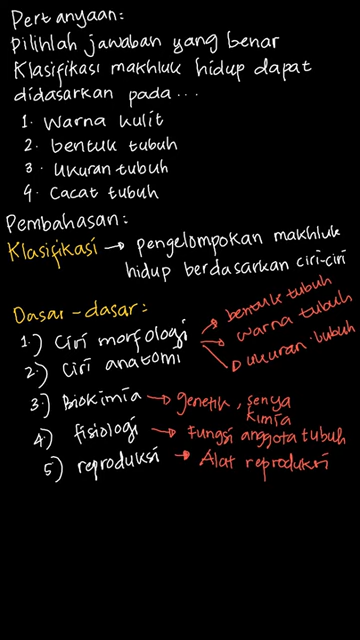 Pertanyaan:
Pilihlah jawaban yang benar
Klasifikasi makhluk hidup dapat
didasarkan pada...
1. Warna kulit
2. bentuk tubuh
3. Ukuran tubuh
4. Cacat tubuh
Pembahasan:
Klasifikasi → pengelompokan makhluk
hidup berdasarkan ciri-ciri
Dasar-dasar:
1.) Ciri morfologi → bentuk tubuh
→ warna tubuh
→ ukuran tubuh
2.) Ciri anatomi
3.) Biokimia → genetik, senya
kimia
4.) fisiologi → Fungsi anggota tubuh
5.) reproduksi → Alat reproduksi